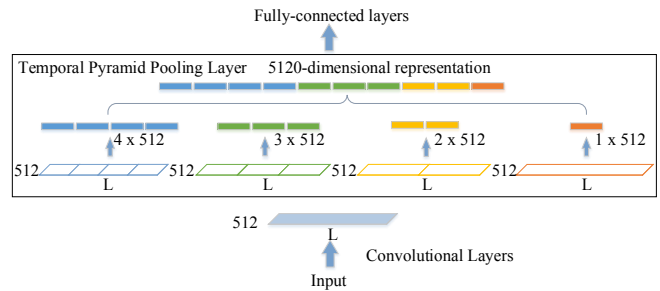 Fully-connected layers
Temporal Pyramid Pooling Layer 5120-dimensional representation
4 x 512 3 x 512 2 x 512 1 x 512
512 512 512 512
L L L L
512
L
Convolutional Layers
Input